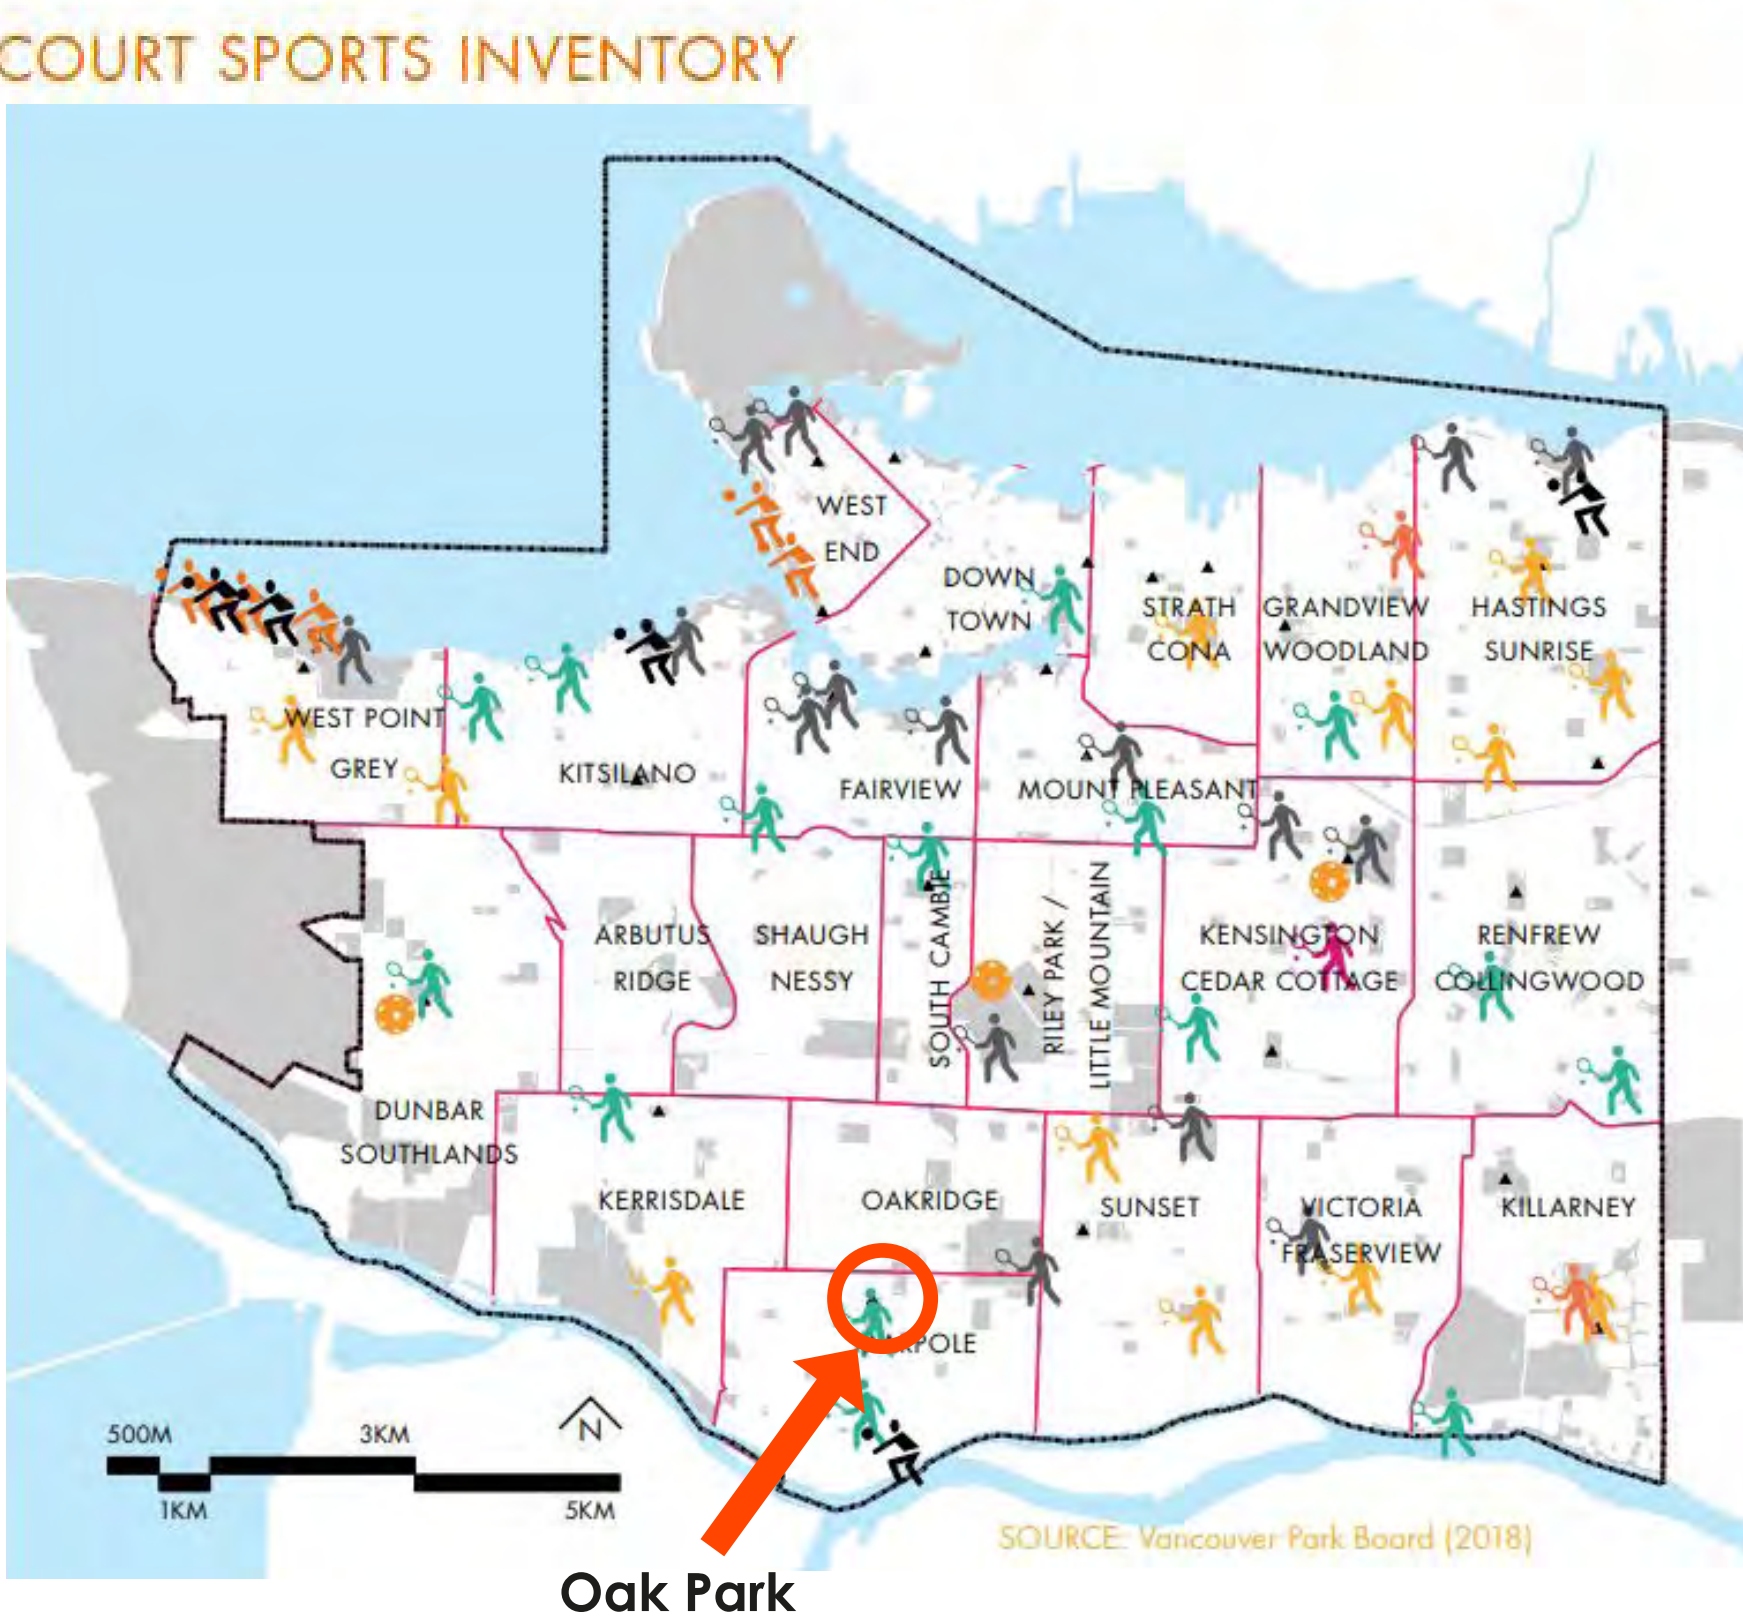 COURT SPORTS INVENTORY
WEST
END
DOWN
TOWN
STRATH
CONA
GRANDVIEW
WOODLAND
HASTINGS
SUNRISE
WEST POINT
GREY
KITSILANO
FAIRVIEW
MOUNT PLEASANT
ARBUTUS
RIDGE
SHAUGH
NESSY
SOUTH CAMBIE
RILEY PARK /
LITTLE MOUNTAIN
KENSINGTON
CEDAR COTTAGE
RENFREW
COLLINGWOOD
DUNBAR
SOUTHLANDS
KERRISDALE
OAKRIDGE
SUNSET
VICTORIA
FRASERVIEW
KILLARNEY
RPOLE
500M
3KM
N
1KM
5KM
SOURCE: Vancouver Park Board (2018)
Oak Park